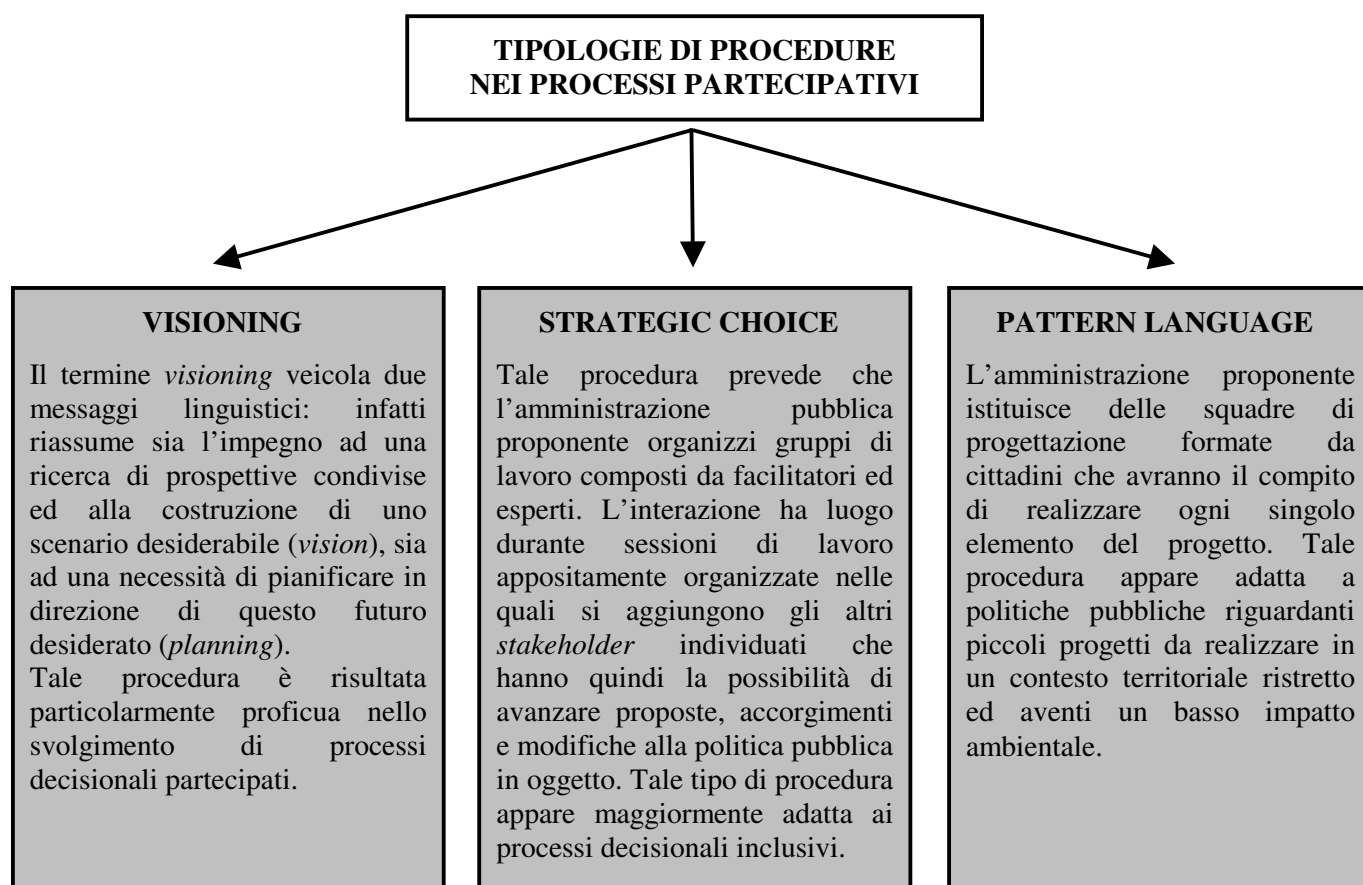 TIPOLOGIE DI PROCEDURE
NEI PROCESSI PARTECIPATIVI
VISIONING
Il termine visioning veicola due
messaggi linguistici: infatti
riassume sia l’impegno ad una
ricerca di prospettive condivise
ed alla costruzione di uno
scenario desiderabile (vision), sia
ad una necessità di pianificare in
direzione di questo futuro
desiderato (planning).
Tale procedura è risultata
particolarmente proficua nello
svolgimento di processi
decisionali partecipati.
STRATEGIC CHOICE
Tale procedura prevede che
l’amministrazione pubblica
proponente organizzi gruppi di
lavoro composti da facilitatori ed
esperti. L’interazione ha luogo
durante sessioni di lavoro
appositamente organizzate nelle
quali si aggiungono gli altri
stakeholder individuati che
hanno quindi la possibilità di
avanzare proposte, accorgimenti
e modifiche alla politica pubblica
in oggetto. Tale tipo di procedura
appare maggiormente adatta ai
processi decisionali inclusivi.
PATTERN LANGUAGE
L’amministrazione proponente
istituisce delle squadre di
progettazione formate da
cittadini che avranno il compito
di realizzare ogni singolo
elemento del progetto. Tale
procedura appare adatta a
politiche pubbliche riguardanti
piccoli progetti da realizzare in
un contesto territoriale ristretto
ed aventi un basso impatto
ambientale.